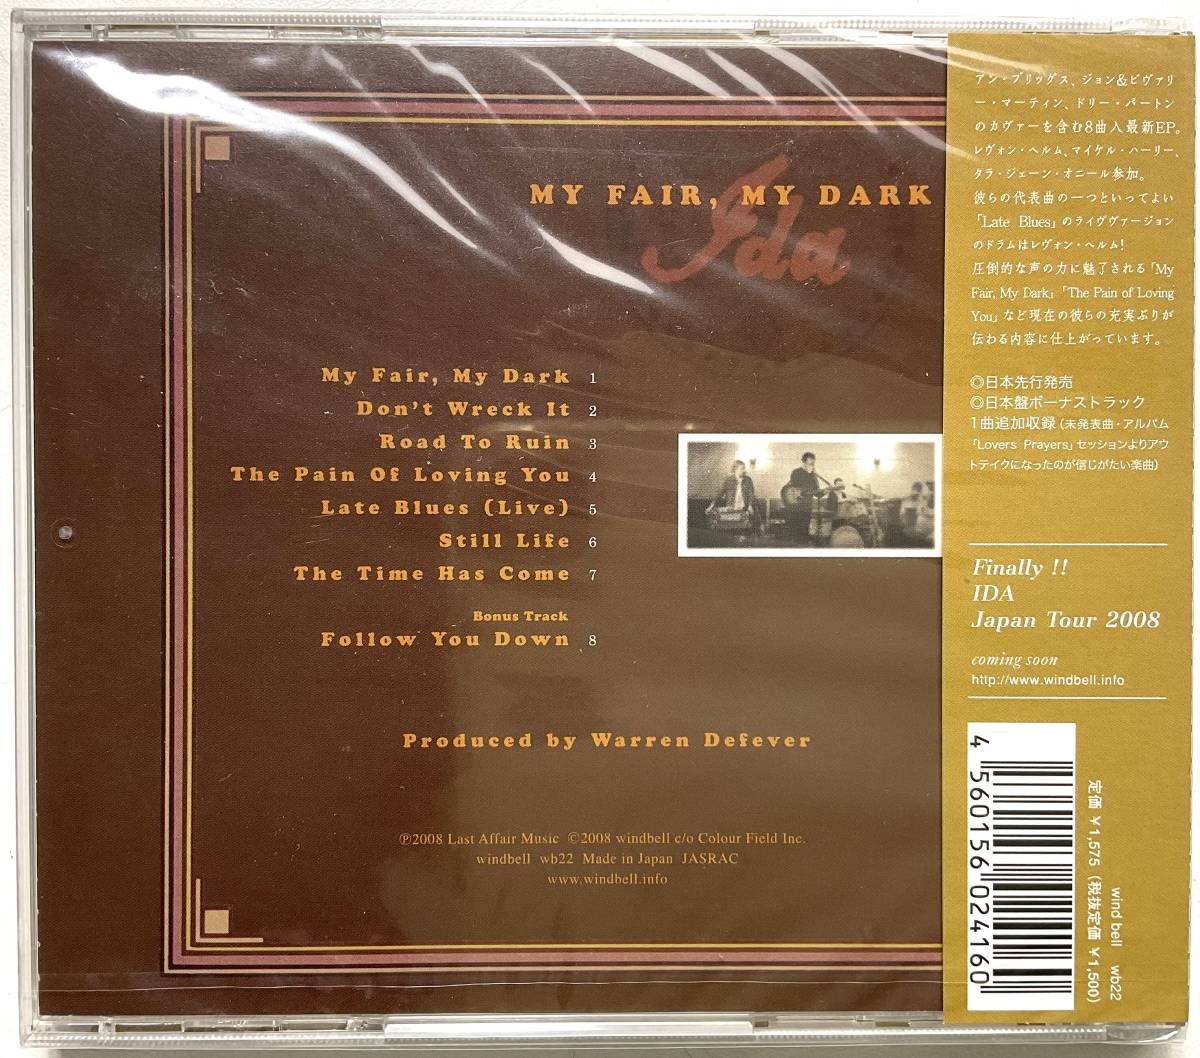 MY FAIR, MY DARK
Ida
My Fair, My Dark 1
Don't Wreck It 2
Road To Ruin 3
The Pain Of Loving You 4
Late Blues (Live) 5
Still Life 6
The Time Has Come 7
Bonus Track
Follow You Down 8
Produced by Warren Defever
℗2008 Last Affair Music ©2008 windbell c/o Colour Field Inc.
windbell wb22 Made in Japan JASRAC
www.windbell.info
アン・ブリッグス、ジョン&ビヴァリ
ー・マーティン、ドリー・パートン
のカヴァーを含む8曲入最新EP。
レヴォン・ヘルム、マイケル・ハーリー、
タラ・ジェーン・オニール参加。
彼らの代表曲の一つといってよい
「Late Blues」のライヴヴァージョン
のドラムはレヴォン・ヘルム!
圧倒的な声の力に魅了される「My
Fair, My Dark」「The Pain of Loving
You」など現在の彼らの充実ぶりが
伝わる内容に仕上がっています。
◎日本先行発売
◎日本盤ボーナストラック
1曲追加収録(未発表曲・アルバム
「Lovers Prayers」セッションよりアウ
トテイクになったのが信じがたい楽曲)
Finally !!
IDA
Japan Tour 2008
coming soon
http://www.windbell.info
4 560156 024160
定価 ¥1,575 (税抜定価 ¥1,500)
wind bell wb22